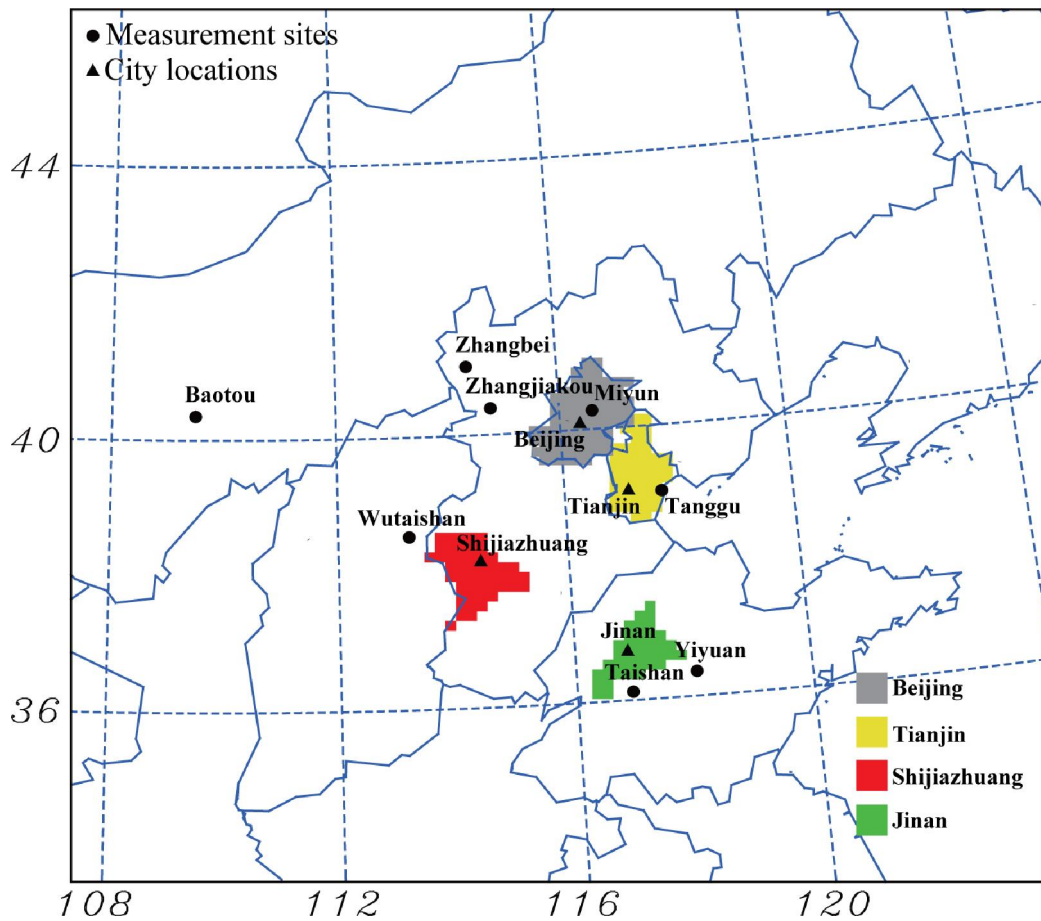 Measurement sites
City locations
44
Zhangbei
Zhangjiakou
Miyun
Baotou
Beijing
40
Tianjin
Tanggu
Wutaishan
Shijiazhuang
Jinan
Yiyuan
Taishan
36
Beijing
Tianjin
Shijiazhuang
Jinan
108
112
116
120